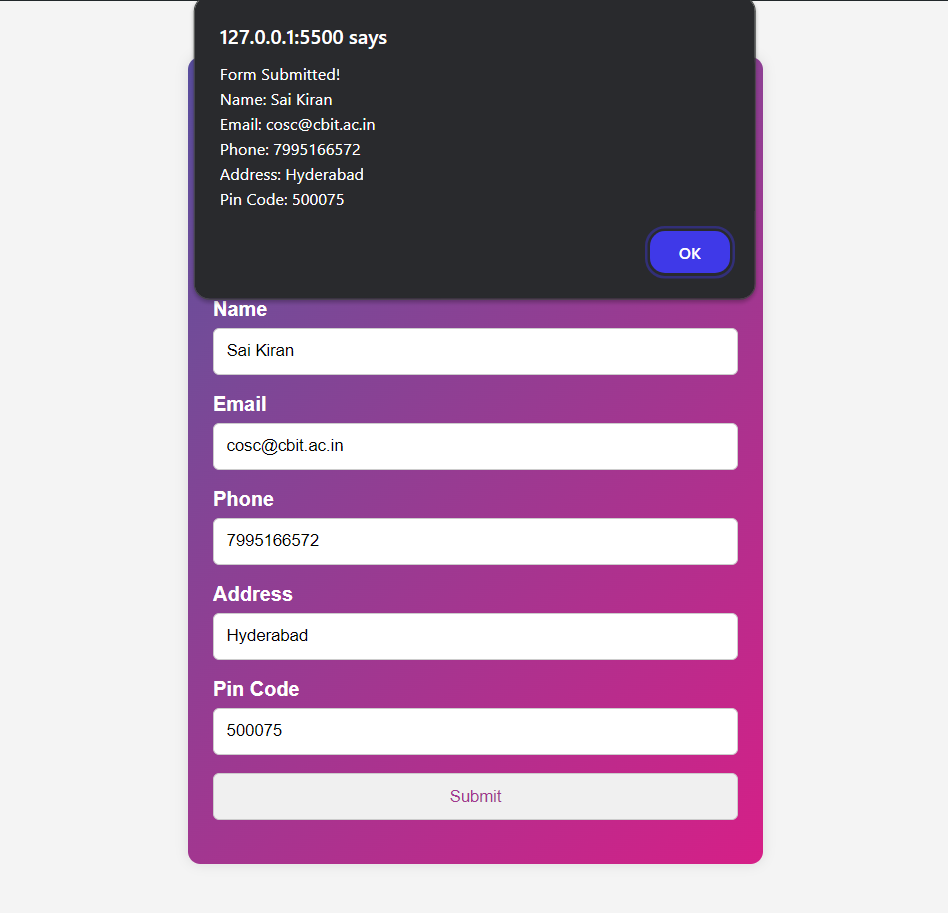 127.0.0.1:5500 says
Form Submitted!
Name: Sai Kiran
Email: cosc@cbit.ac.in
Phone: 7995166572
Address: Hyderabad
Pin Code: 500075
OK
Name
Sai Kiran
Email
cosc@cbit.ac.in
Phone
7995166572
Address
Hyderabad
Pin Code
500075
Submit